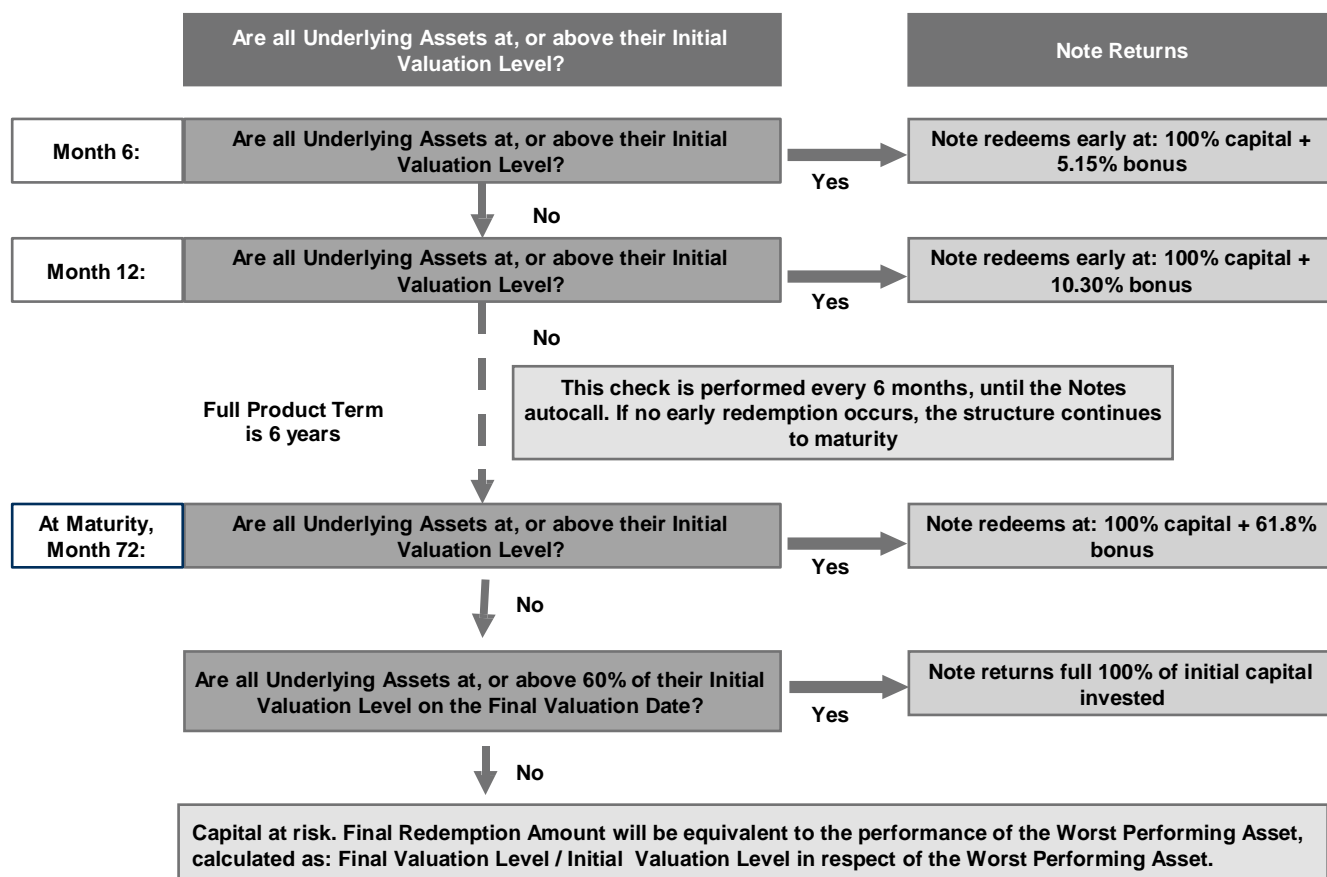 Are all Underlying Assets at, or above their Initial
Valuation Level?
Note Returns
Month 6:
Are all Underlying Assets at, or above their Initial
Valuation Level?
Yes
Note redeems early at: 100% capital +
5.15% bonus
No
Month 12:
Are all Underlying Assets at, or above their Initial
Valuation Level?
Yes
Note redeems early at: 100% capital +
10.30% bonus
No
Full Product Term
is 6 years
This check is performed every 6 months, until the Notes
autocall. If no early redemption occurs, the structure continues
to maturity
At Maturity,
Month 72:
Are all Underlying Assets at, or above their Initial
Valuation Level?
Yes
Note redeems at: 100% capital + 61.8%
bonus
No
Are all Underlying Assets at, or above 60% of their Initial
Valuation Level on the Final Valuation Date?
Yes
Note returns full 100% of initial capital
invested
No
Capital at risk. Final Redemption Amount will be equivalent to the performance of the Worst Performing Asset,
calculated as: Final Valuation Level / Initial Valuation Level in respect of the Worst Performing Asset.